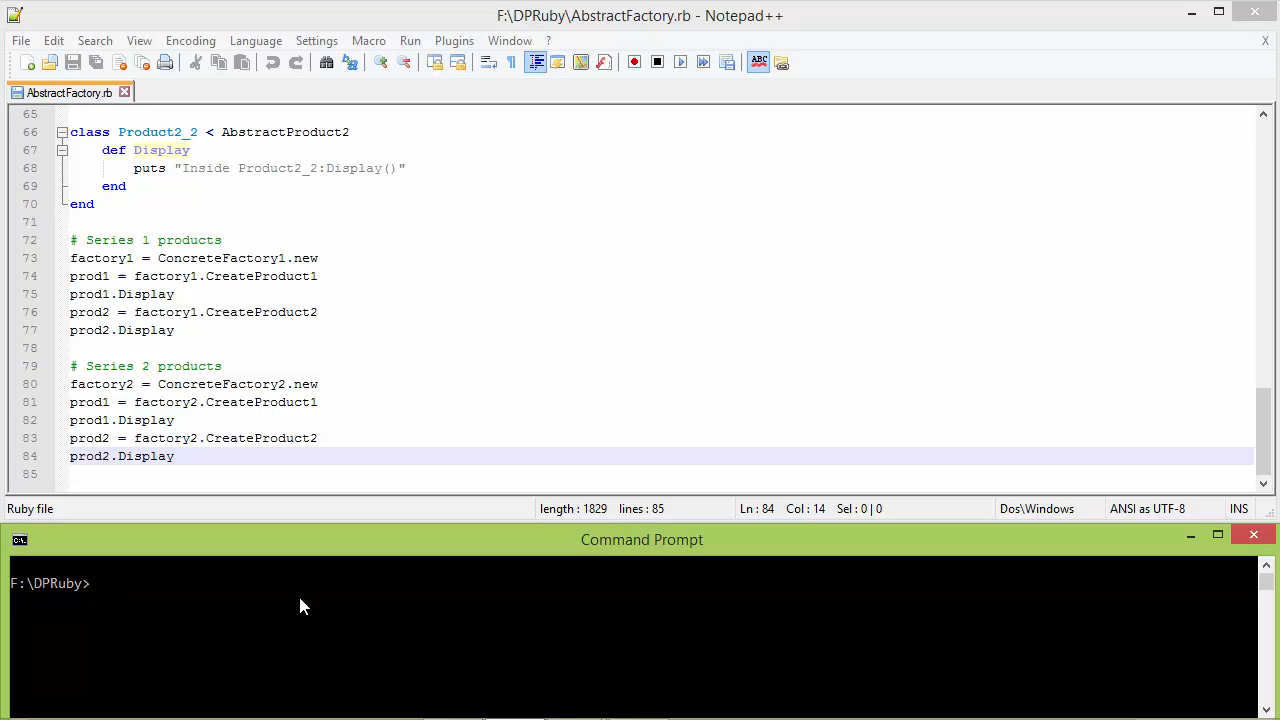 F:\DPRuby\AbstractFactory.rb - Notepad++
File Edit Search View Encoding Language Settings Macro Run Plugins Window ? X
ABC
AbstractFactory.rb
65
66 class Product2_2 < AbstractProduct2
67 def Display
68 puts "Inside Product2_2:Display()"
69 end
70 end
71
72 # Series 1 products
73 factory1 = ConcreteFactory1.new
74 prod1 = factory1.CreateProduct1
75 prod1.Display
76 prod2 = factory1.CreateProduct2
77 prod2.Display
78
79 # Series 2 products
80 factory2 = ConcreteFactory2.new
81 prod1 = factory2.CreateProduct1
82 prod1.Display
83 prod2 = factory2.CreateProduct2
84 prod2.Display
85
Ruby file length : 1829 lines : 85 Ln : 84 Col : 14 Sel : 0 | 0 Dos\Windows ANSI as UTF-8 INS
C:\. Command Prompt
F:\DPRuby>